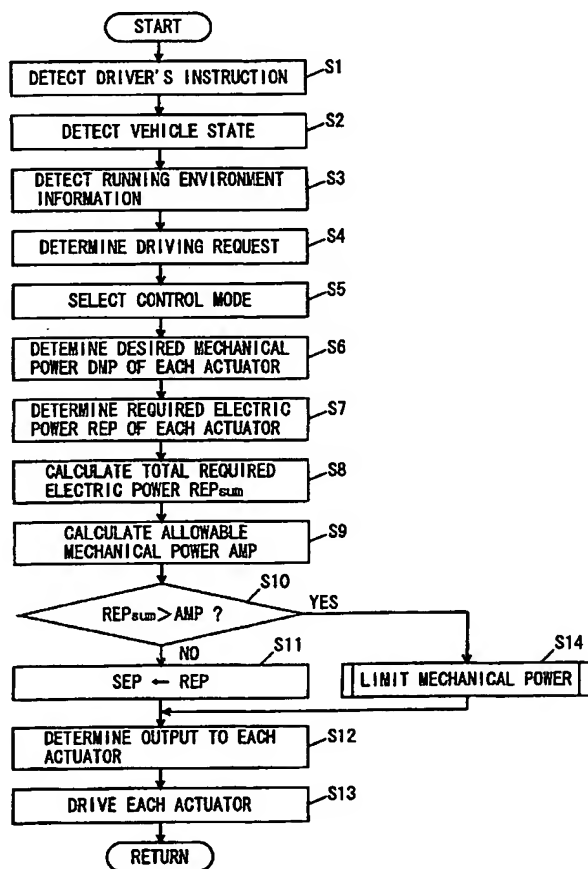 START
DETECT DRIVER'S INSTRUCTION
S1
DETECT VEHICLE STATE
S2
DETECT RUNNING ENVIRONMENT
INFORMATION
S3
DETERMINE DRIVING REQUEST
S4
SELECT CONTROL MODE
S5
DETEMINE DESIRED MECHANICAL
POWER DMP OF EACH ACTUATOR
S6
DETERMINE REQUIRED ELECTRIC
POWER REP OF EACH ACTUATOR
S7
CALCULATE TOTAL REQUIRED
ELECTRIC POWER REPsum
S8
CALCULATE ALLOWABLE
MECHANICAL POWER AMP
S9
REPsum>AMP ?
S10
YES
NO
SEP ← REP
S11
LIMIT MECHANICAL POWER
S14
DETERMINE OUTPUT TO EACH
ACTUATOR
S12
DRIVE EACH ACTUATOR
S13
RETURN